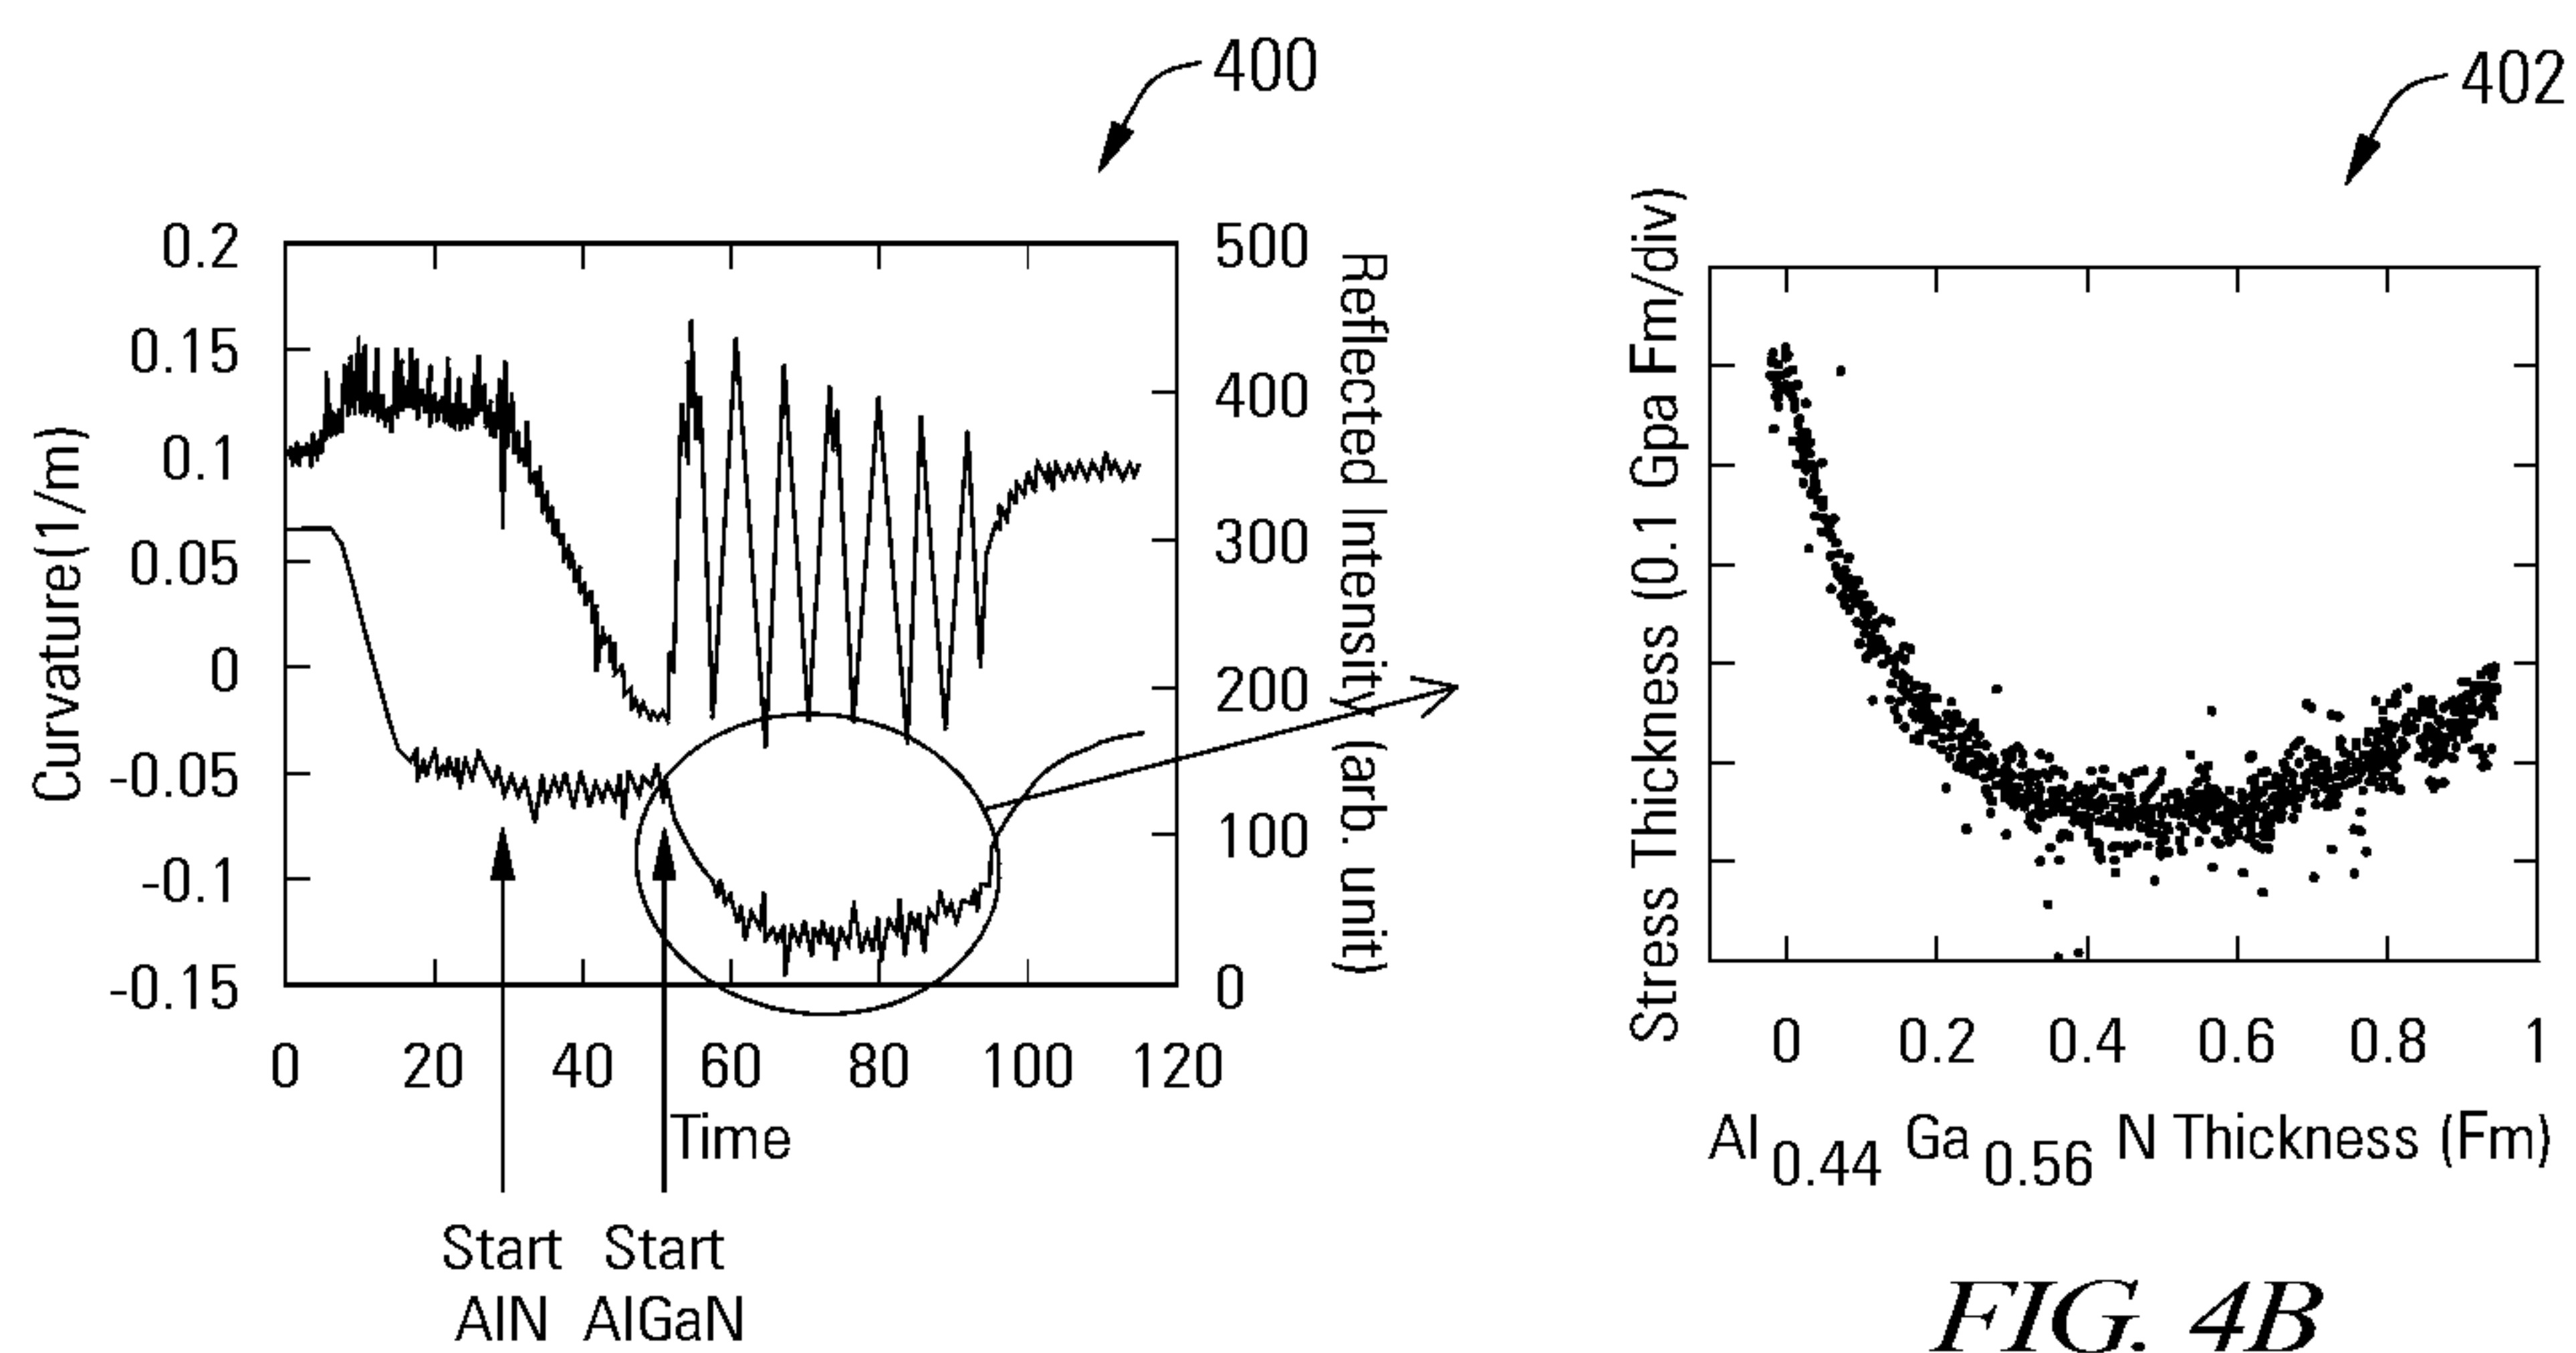 400
402
0.2
0.15
0.1
0.05
0
-0.05
-0.1
-0.15
Curvature(1/m)
500
400
300
200
100
0
Reflected Intensity (arb. unit)
0 20 40 60 80 100 120
Time
Start AlN
Start AlGaN
Stress Thickness (0.1 Gpa Fm/div)
0 0.2 0.4 0.6 0.8 1
Al 0.44 Ga 0.56 N Thickness (Fm)
FIG. 4B